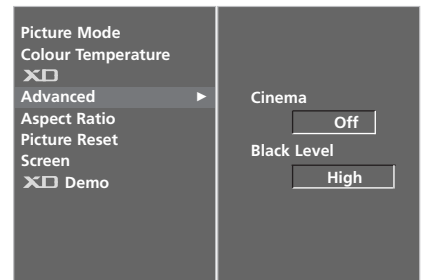 Picture Mode
Colour Temperature
XD
Advanced ►
Aspect Ratio
Picture Reset
Screen
XD Demo
Cinema
Off
Black Level
High